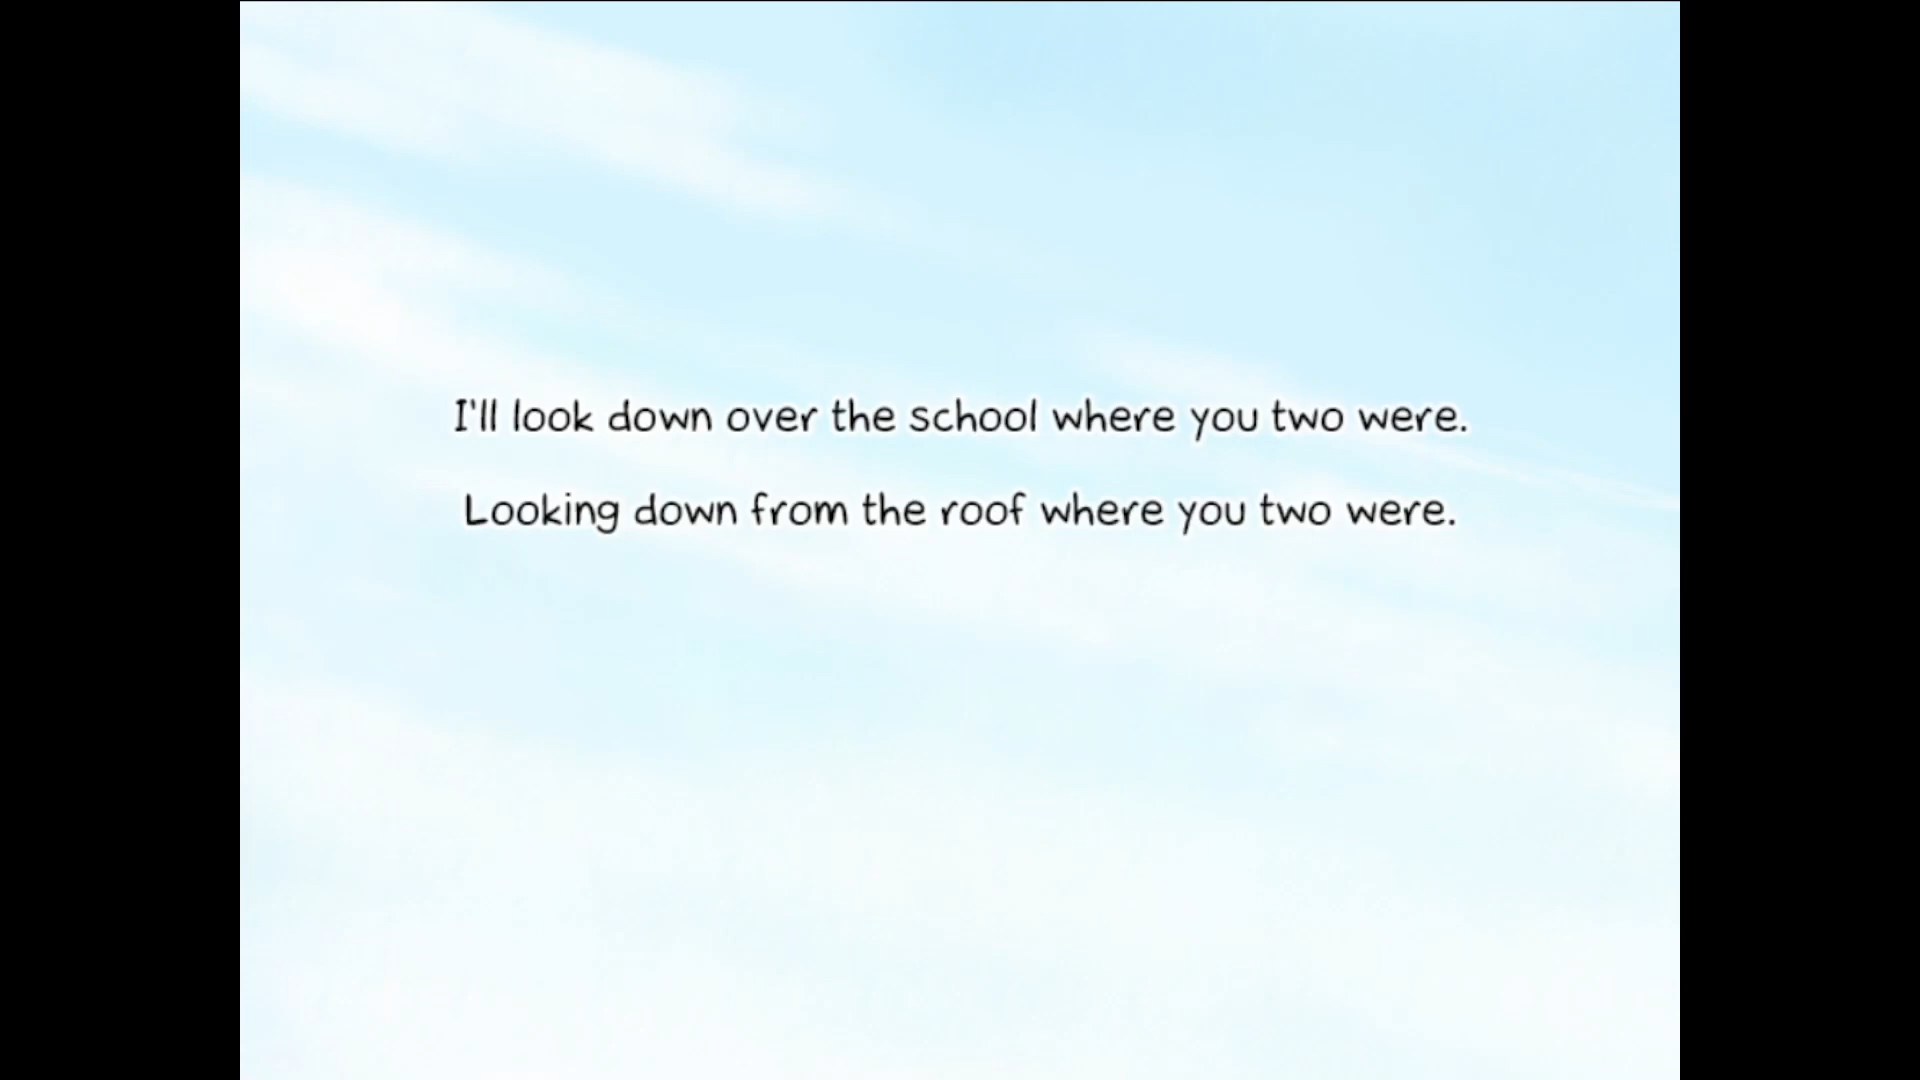 I'll look down over the school where you two were.
Looking down from the roof where you two were.